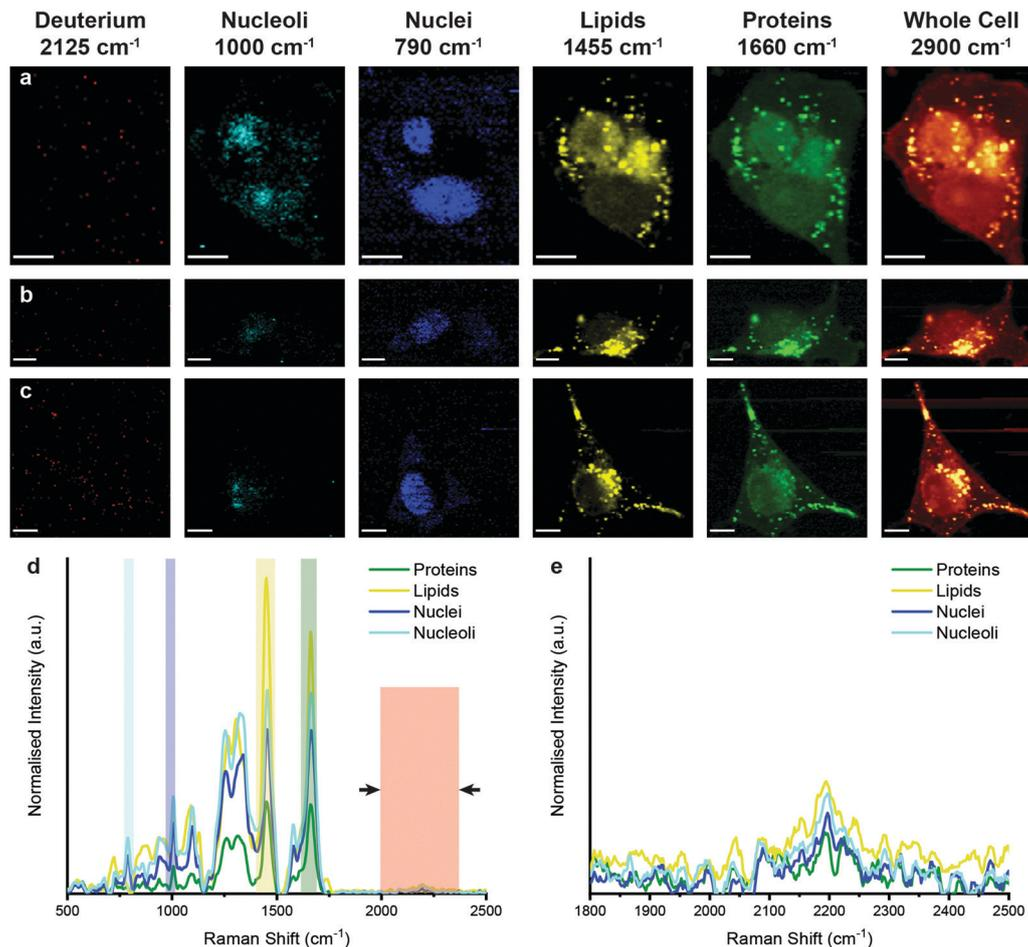 Deuterium Nucleoli Nuclei Lipids Proteins Whole Cell
2125 cm⁻¹ 1000 cm⁻¹ 790 cm⁻¹ 1455 cm⁻¹ 1660 cm⁻¹ 2900 cm⁻¹
a
b
c
d
Proteins
Lipids
Nuclei
Nucleoli
Normalised Intensity (a.u.)
500 1000 1500 2000 2500
Raman Shift (cm⁻¹)
e
Proteins
Lipids
Nuclei
Nucleoli
Normalised Intensity (a.u.)
1800 1900 2000 2100 2200 2300 2400 2500
Raman Shift (cm⁻¹)